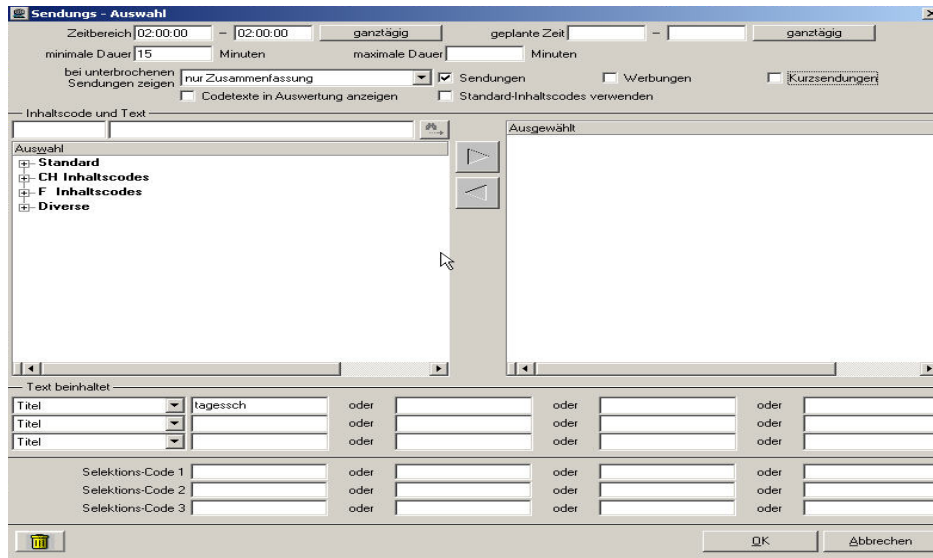 Sendungs - Auswahl
Zeitbereich 02:00:00 – 02:00:00 ganztägig geplante Zeit – ganztägig
minimale Dauer 15 Minuten maximale Dauer Minuten
bei unterbrochenen
Sendungen zeigen nur Zusammenfassung Sendungen Werbungen Kurzsendungen
Codetexte in Auswertung anzeigen Standard-Inhaltscodes verwenden
Inhaltscode und Text
Ausgewählt
Auswahl
Standard
CH Inhaltscodes
F Inhaltscodes
Diverse
Text beinhaltet
Titel tagessch oder oder oder
Titel oder oder oder
Titel oder oder oder
Selektions-Code 1 oder oder oder
Selektions-Code 2 oder oder oder
Selektions-Code 3 oder oder oder
OK Abbrechen